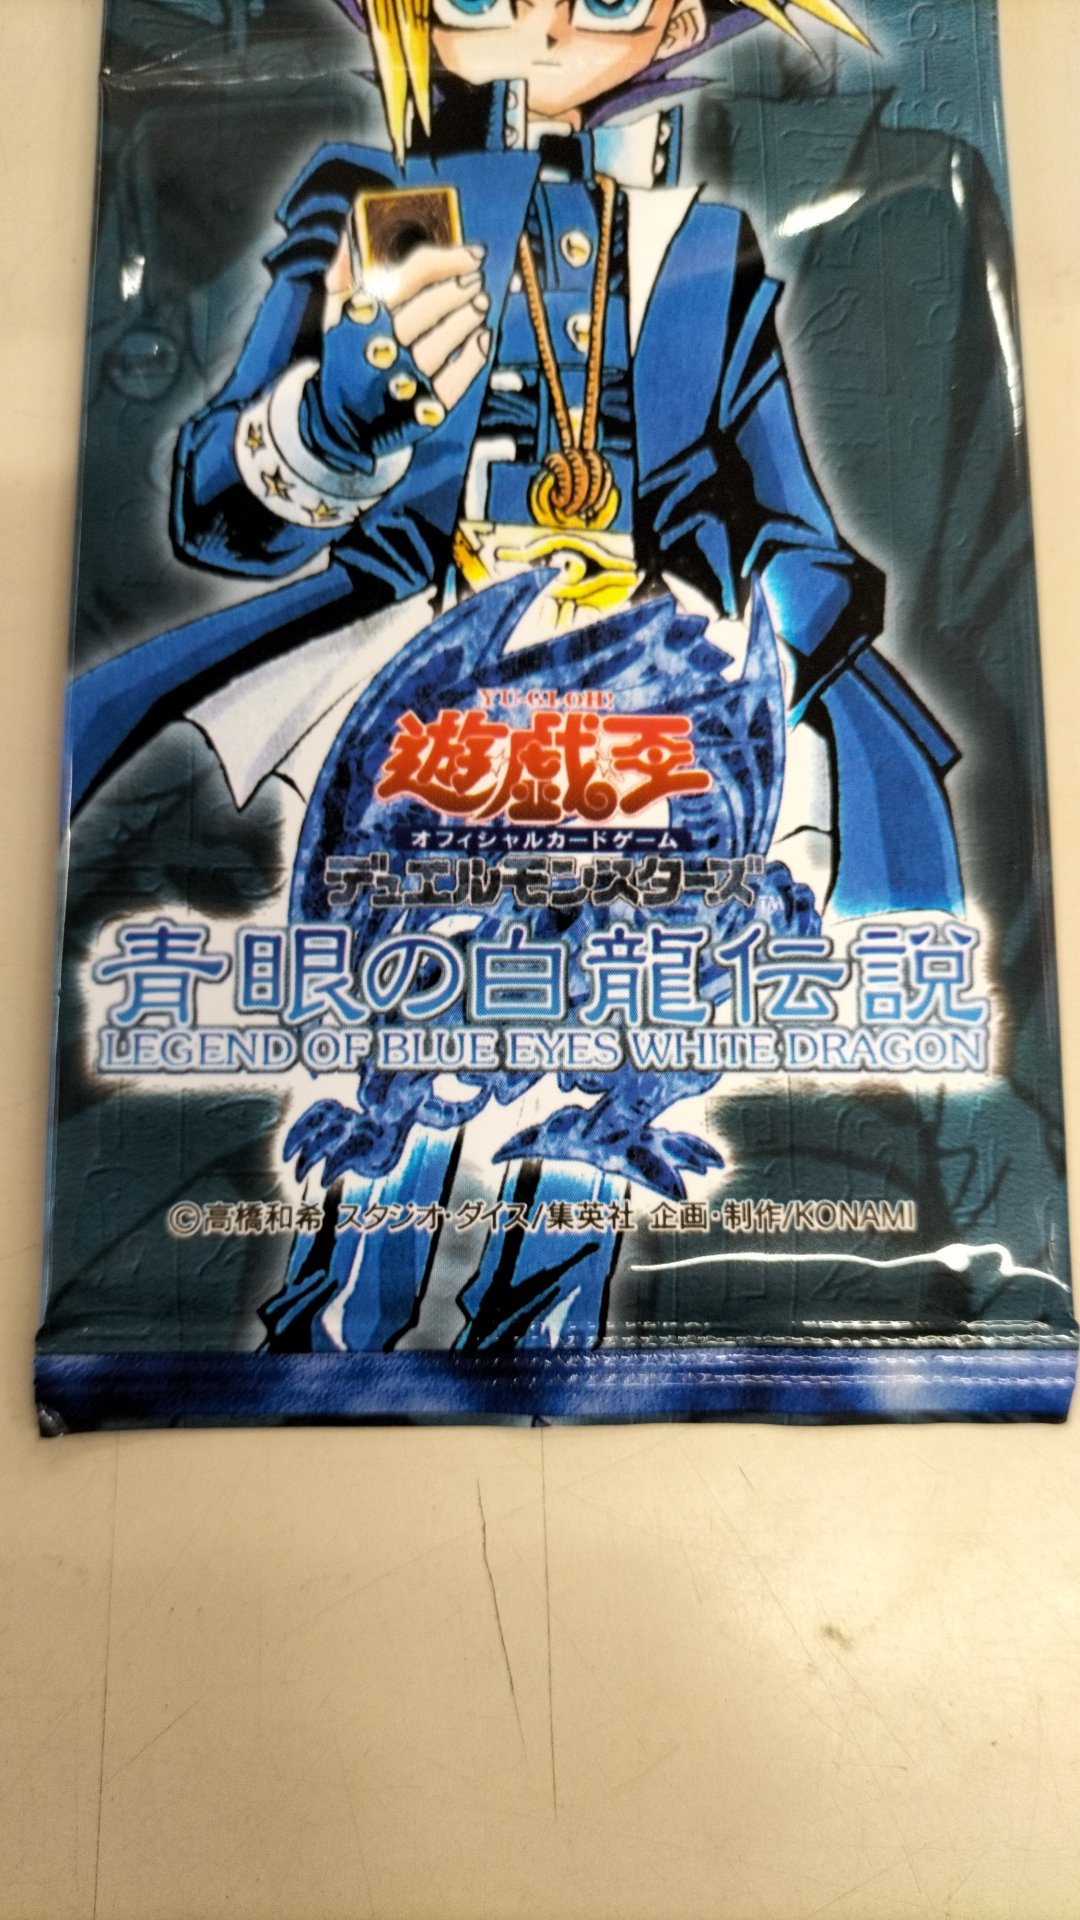 YU-GI-OH!
遊戯王
オフィシャルカードゲーム
デュエルモンスターズ™
青眼の白龍伝説
LEGEND OF BLUE EYES WHITE DRAGON
©高橋和希 スタジオ・ダイス/集英社 企画・制作/KONAMI